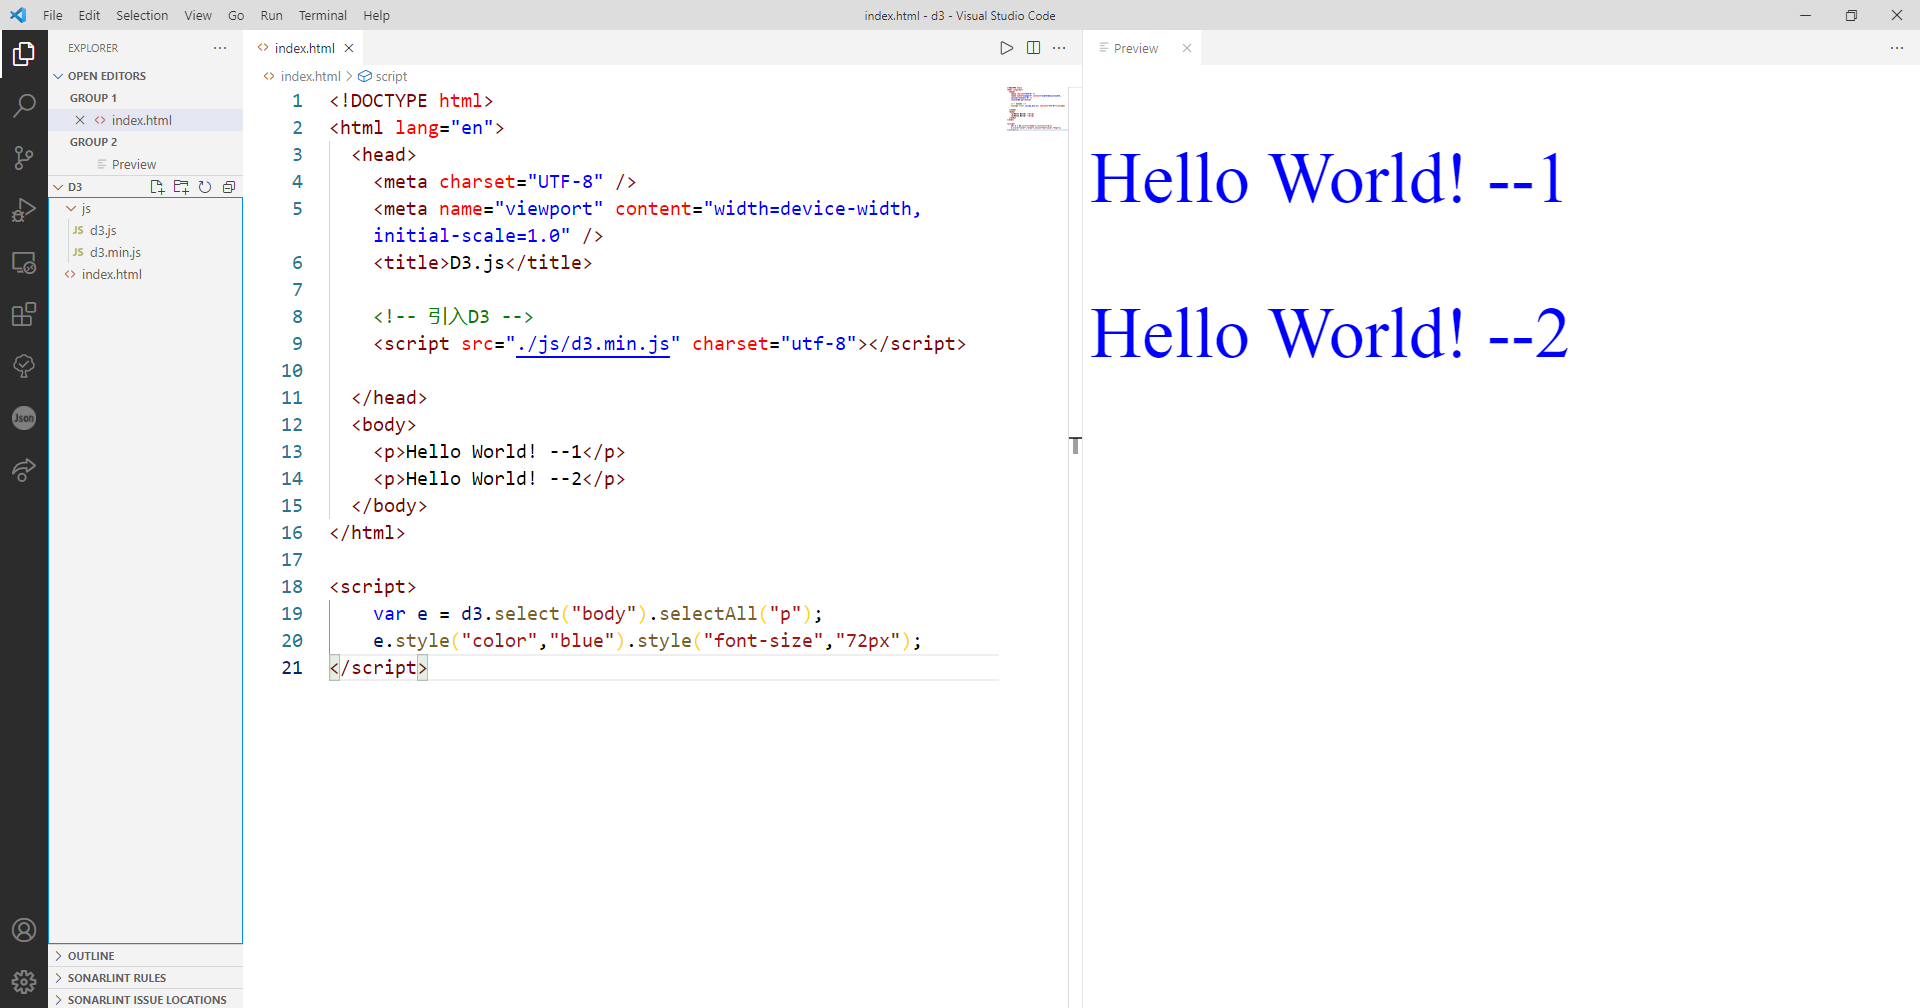 File Edit Selection View Go Run Terminal Help
index.html - d3 - Visual Studio Code
EXPLORER
OPEN EDITORS
GROUP 1
index.html
GROUP 2
Preview
D3
js
JS d3.js
JS d3.min.js
index.html
OUTLINE
SONARLINT RULES
SONARLINT ISSUE LOCATIONS
Json
index.html
index.html > script
1 <!DOCTYPE html>
2 <html lang="en">
3 <head>
4 <meta charset="UTF-8" />
5 <meta name="viewport" content="width=device-width,
initial-scale=1.0" />
6 <title>D3.js</title>
7
8 <!-- 引入D3 -->
9 <script src="./js/d3.min.js" charset="utf-8"></script>
10
11 </head>
12 <body>
13 <p>Hello World! --1</p>
14 <p>Hello World! --2</p>
15 </body>
16 </html>
17
18 <script>
19 var e = d3.select("body").selectAll("p");
20 e.style("color","blue").style("font-size","72px");
21 </script>
Preview
Hello World! --1
Hello World! --2